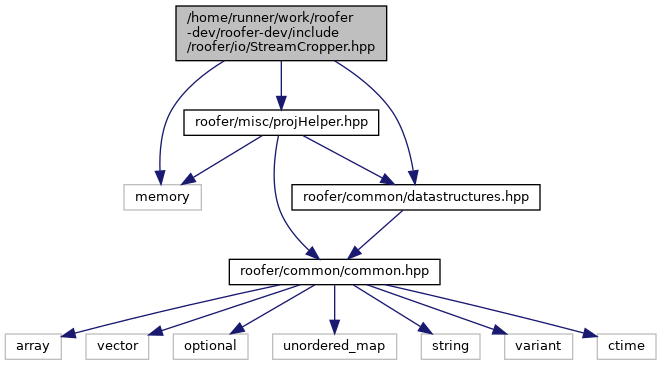 /home/runner/work/roofer
-dev/roofer-dev/include
/roofer/io/StreamCropper.hpp
roofer/misc/projHelper.hpp
memory
roofer/common/datastructures.hpp
roofer/common/common.hpp
array
vector
optional
unordered_map
string
variant
ctime